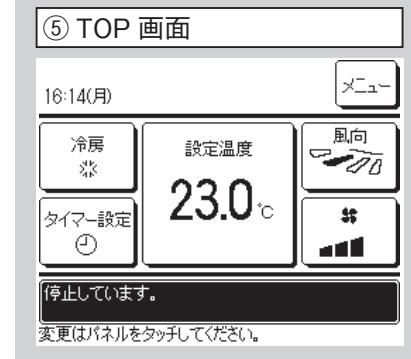 ⑤ TOP 画面
16:14(月)
メニュー
冷房
設定温度
風向
23.0℃
タイマー設定
停止しています。
変更はパネルをタッチしてください。